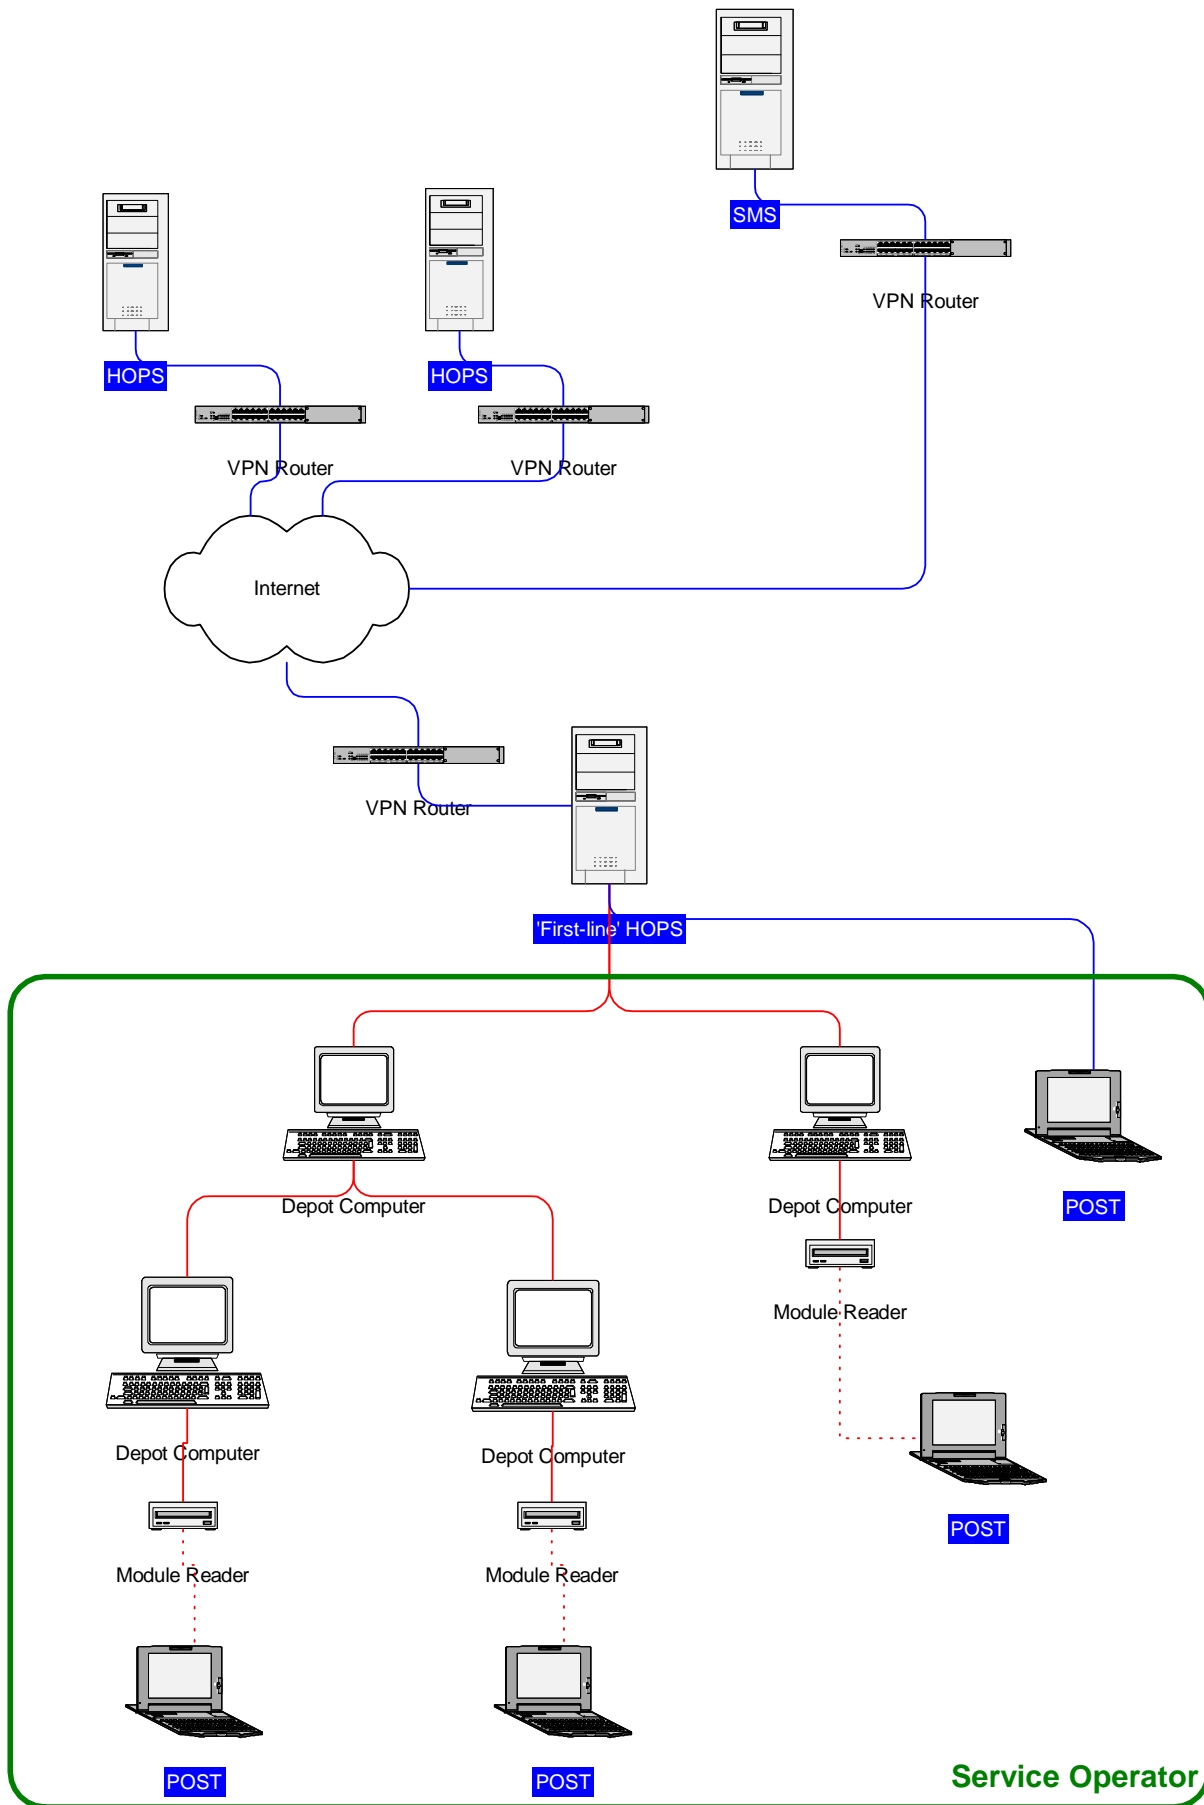 SMS
VPN Router
HOPS
HOPS
VPN Router
VPN Router
Internet
VPN Router
'First-line' HOPS
Depot Computer
Depot Computer
POST
Module Reader
Depot Computer
Depot Computer
POST
Module Reader
Module Reader
POST
POST
Service Operator